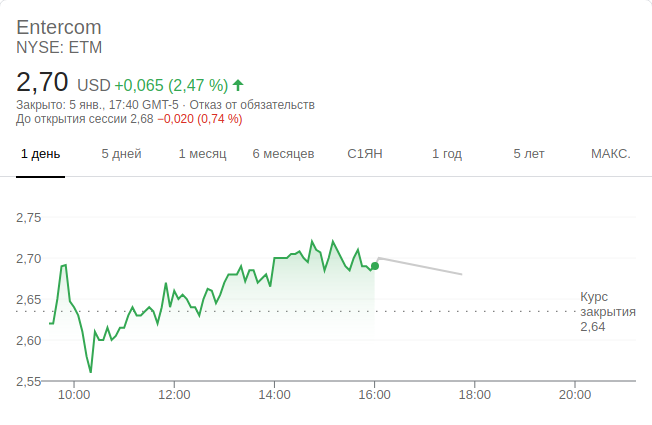 Entercom
NYSE: ETM
2,70 USD +0,065 (2,47 %)
Закрыто: 5 янв., 17:40 GMT-5 · Отказ от обязательств
До открытия сессии 2,68 −0,020 (0,74 %)
1 день 5 дней 1 месяц 6 месяцев С1ЯН 1 год 5 лет МАКС.
2,75
2,70
2,65
2,60
2,55
Курс
закрытия
2,64
10:00 12:00 14:00 16:00 18:00 20:00